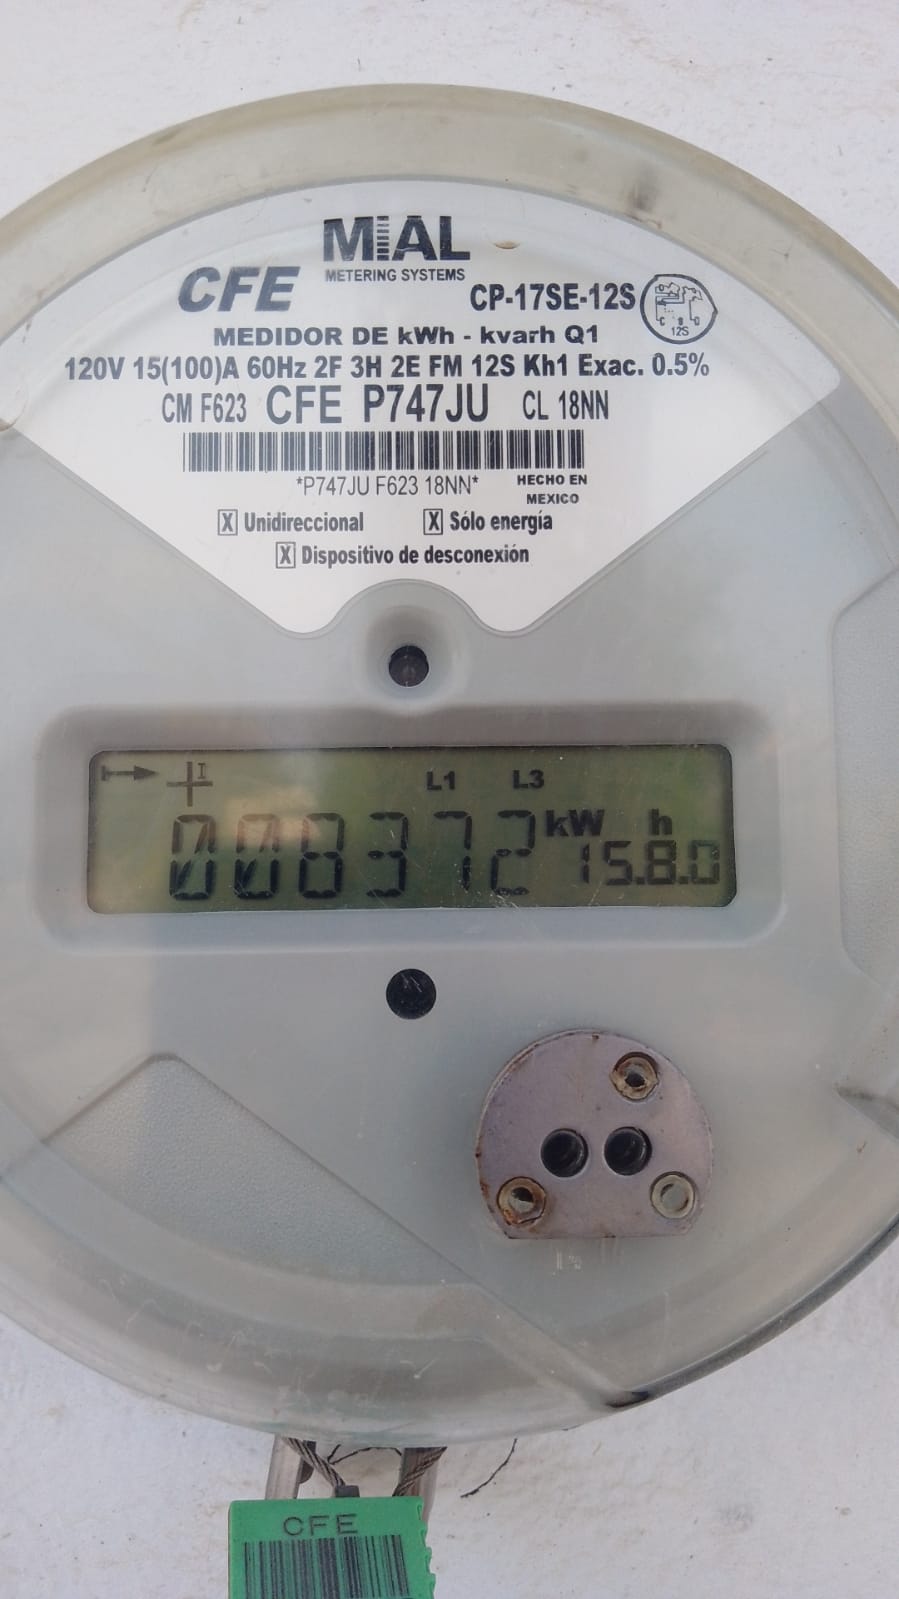 MIAL
METERING SYSTEMS
CFE
CP-17SE-12S
12S
MEDIDOR DE kWh - kvarh Q1
120V 15(100)A 60Hz 2F 3H 2E FM 12S Kh1 Exac. 0.5%
CM F623 CFE P747JU CL 18NN
*P747JU F623 18NN*
HECHO EN
MEXICO
X Unidireccional X Sólo energía
X Dispositivo de desconexión
I L1 L3
008372 kW h 15.8.0
CFE